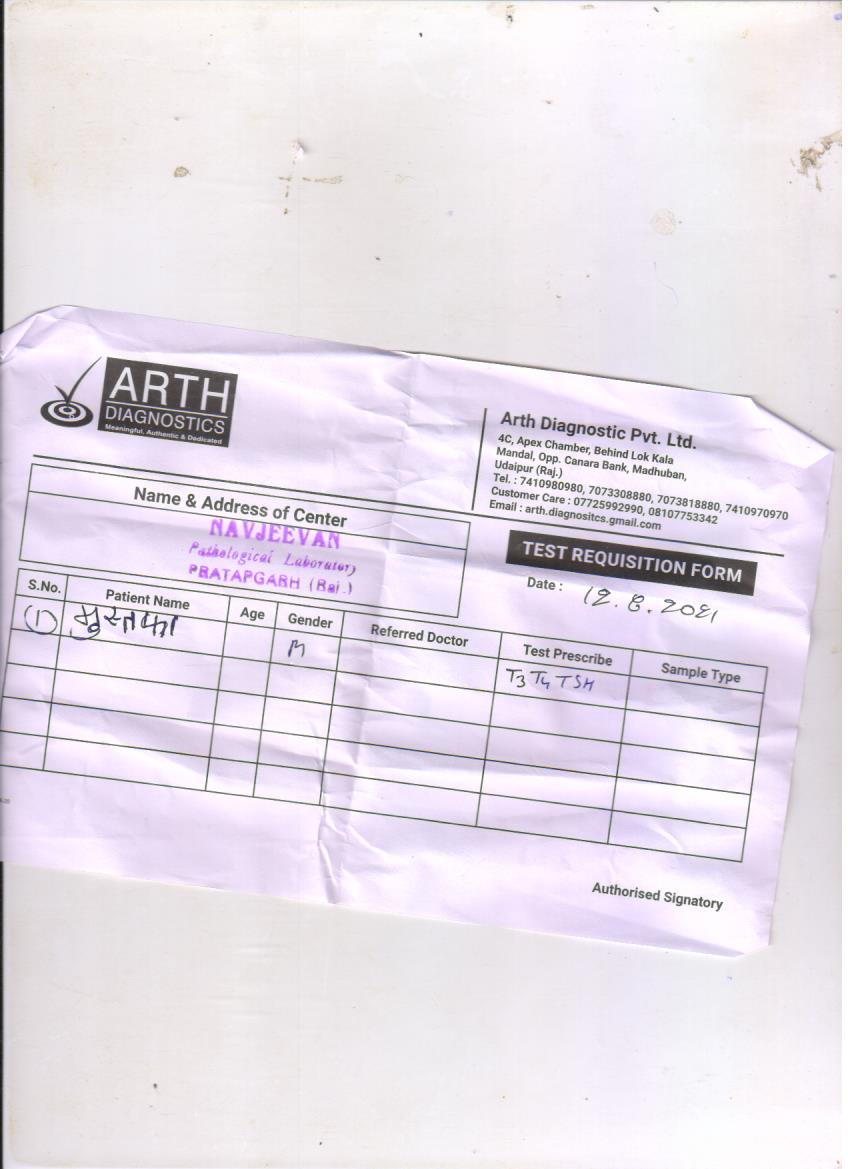 ARTH
DIAGNOSTICS
Meaningful, Authentic & Dedicated
Arth Diagnostic Pvt. Ltd.
4C, Apex Chamber, Behind Lok Kala
Mandal, Opp. Canara Bank, Madhuban,
Udaipur (Raj.)
Tel. : 7410980980, 7073308880, 7073818880, 7410970970
Customer Care : 07725992990, 08107753342
Email : arth.diagnositcs.gmail.com
Name & Address of Center
NAVJEEVAN
Pathological Laboratory
PRATAPGARH (Raj.)
TEST REQUISITION FORM
Date : 12.8.2021
S.No. Patient Name Age Gender Referred Doctor Test Prescribe Sample Type
(1) M T3 T4 TSH
Authorised Signatory